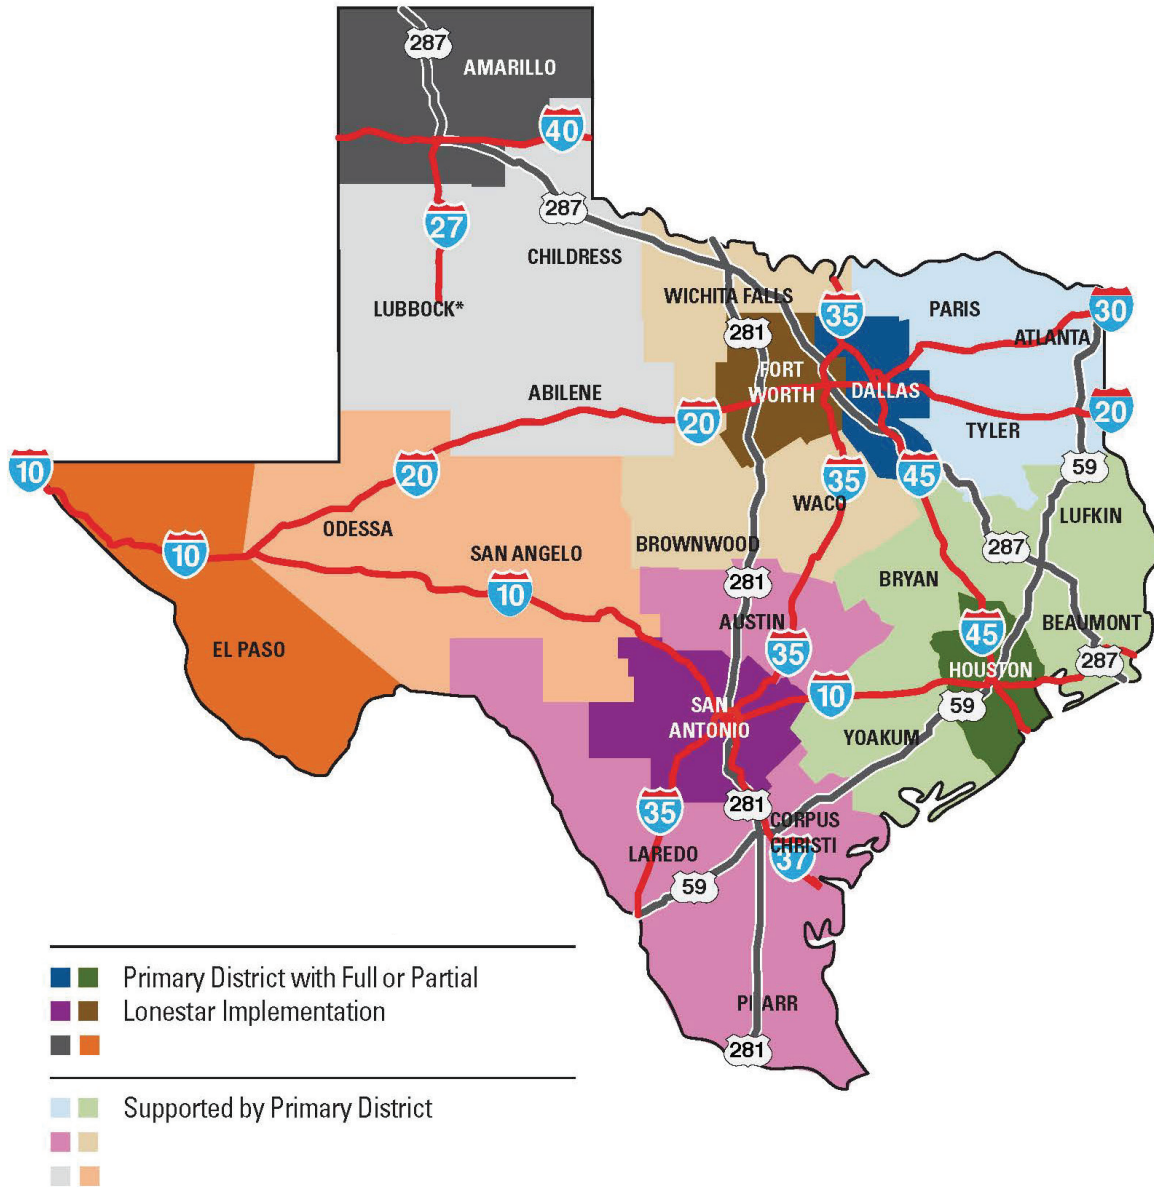 287
AMARILLO
40
27
287
CHILDRESS
LUBBOCK*
WICHITA FALLS
35
PARIS
30
281
ATLANTA
FORT
WORTH
DALLAS
ABILENE
20
20
TYLER
10
20
35
45
59
ODESSA
WACO
LUFKIN
10
SAN ANGELO
BROWNWOOD
287
BRYAN
10
281
AUSTIN
45
BEAUMONT
EL PASO
35
HOUSTON
287
10
59
SAN
ANTONIO
YOAKUM
35
281
CORPUS
CHRISTI
LAREDO
37
59
PHARR
281
Primary District with Full or Partial
Lonestar Implementation
Supported by Primary District